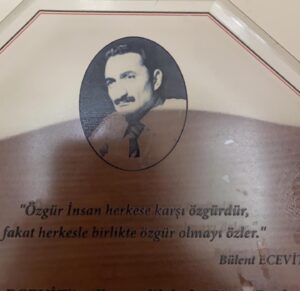 "Özgür İnsan herkese karşı özgürdür,
fakat herkesle birlikte özgür olmayı özler."
Bülent ECEVİT